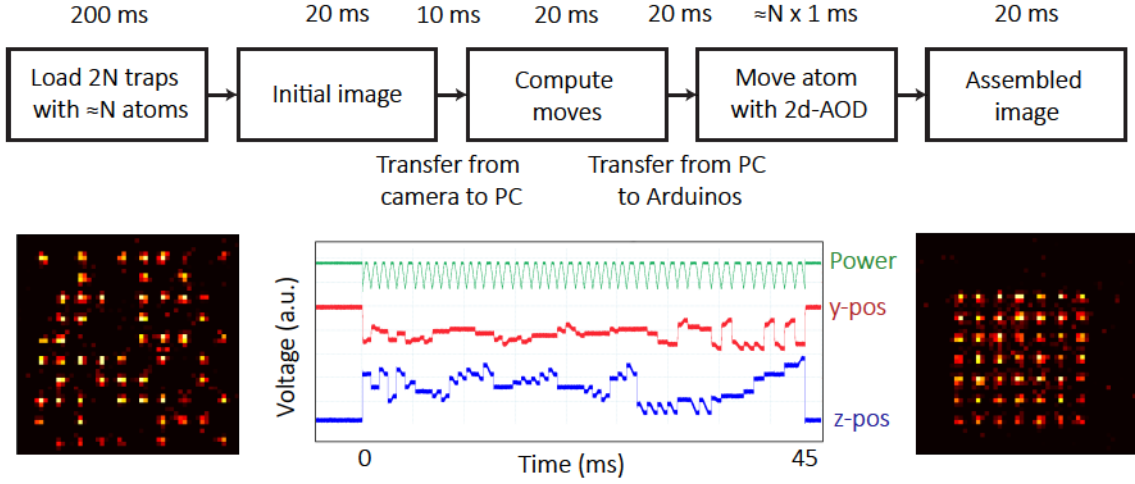 200 ms
20 ms
10 ms
20 ms
20 ms
≈N x 1 ms
20 ms
Load 2N traps
with ≈N atoms
Initial image
Compute
moves
Move atom
with 2d-AOD
Assembled
image
Transfer from
camera to PC
Transfer from PC
to Arduinos
Voltage (a.u.)
Power
y-pos
z-pos
0
45
Time (ms)